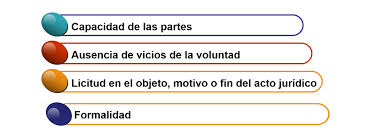 Capacidad de las partes
Ausencia de vicios de la voluntad
Licitud en el objeto, motivo o fin del acto jurídico
Formalidad